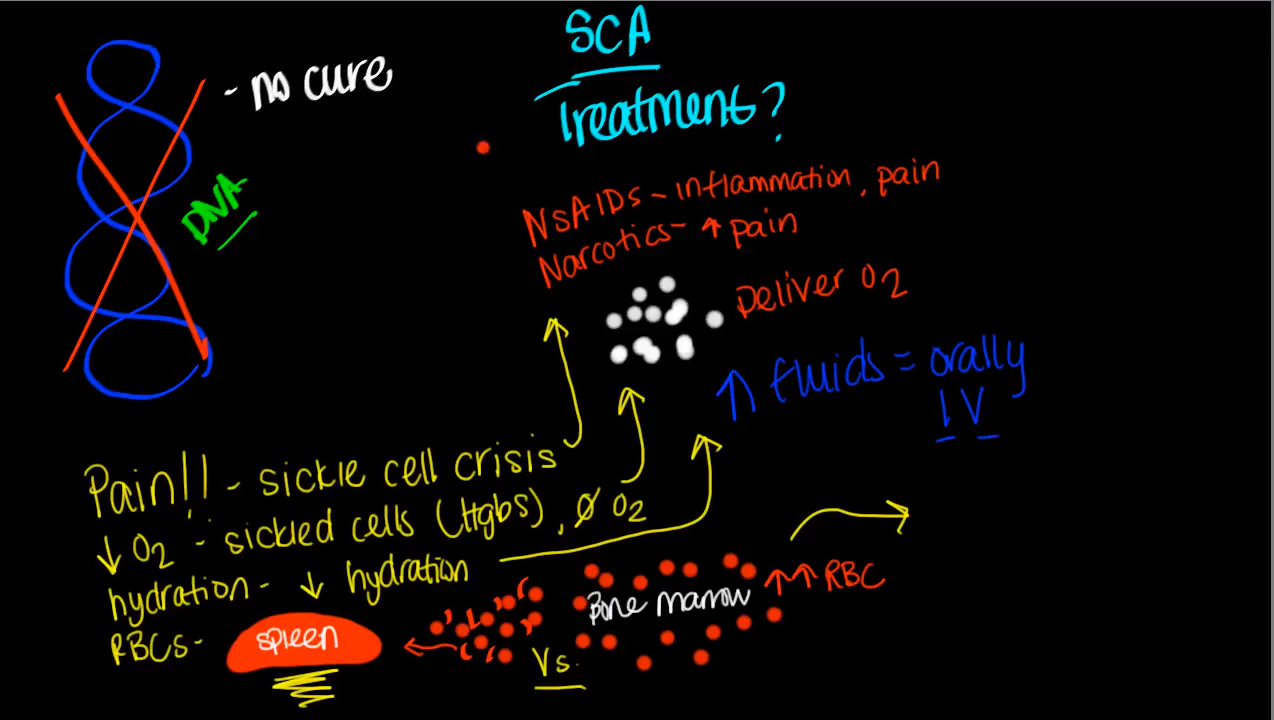 SCA
Treatment?
- no cure
DNA
NSAIDs - inflammation, pain
Narcotics - ↑ pain
Deliver O2
↑ fluids = orally
IV
Pain!! - sickle cell crisis
↓ O2 - sickled cells (Hgbs), Ø O2
hydration - ↓ hydration
RBCs - spleen
Vs.
Bone marrow ↑↑ RBC